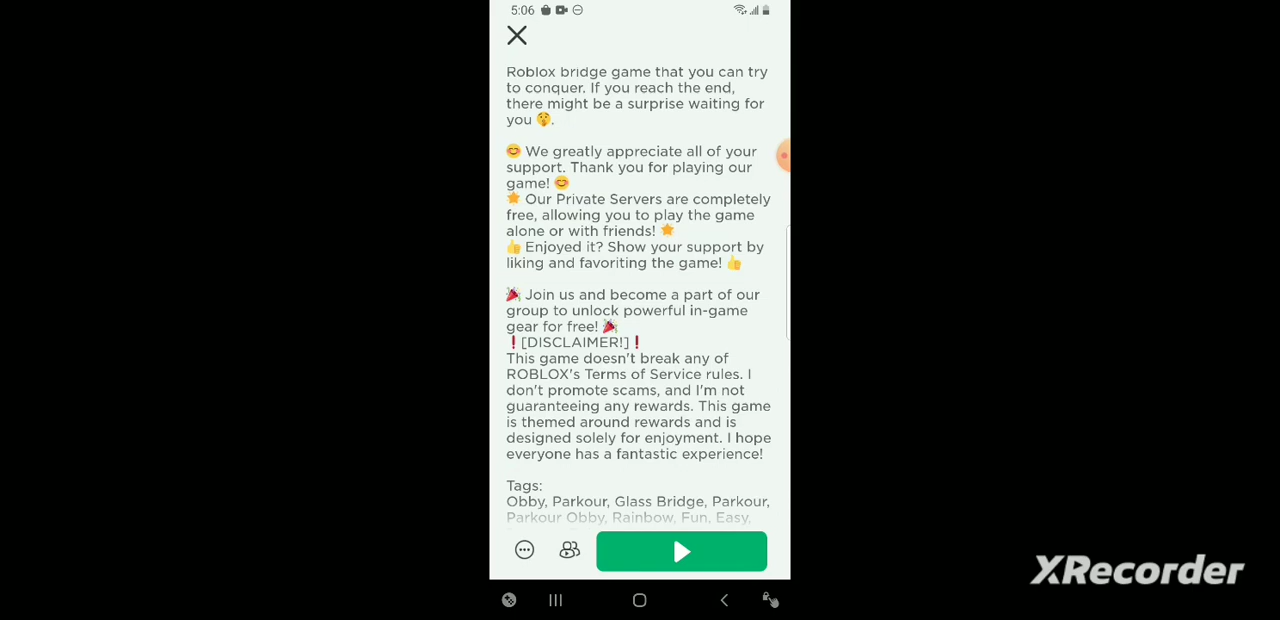 5:06
Roblox bridge game that you can try
to conquer. If you reach the end,
there might be a surprise waiting for
you 🤫.
😊 We greatly appreciate all of your
support. Thank you for playing our
game! 😊
⭐ Our Private Servers are completely
free, allowing you to play the game
alone or with friends! ⭐
👍 Enjoyed it? Show your support by
liking and favoriting the game! 👍
🎉 Join us and become a part of our
group to unlock powerful in-game
gear for free! 🎉
❗[DISCLAIMER!]❗
This game doesn't break any of
ROBLOX's Terms of Service rules. I
don't promote scams, and I'm not
guaranteeing any rewards. This game
is themed around rewards and is
designed solely for enjoyment. I hope
everyone has a fantastic experience!
Tags:
Obby, Parkour, Glass Bridge, Parkour,
Parkour Obby, Rainbow, Fun, Easy,
XRecorder